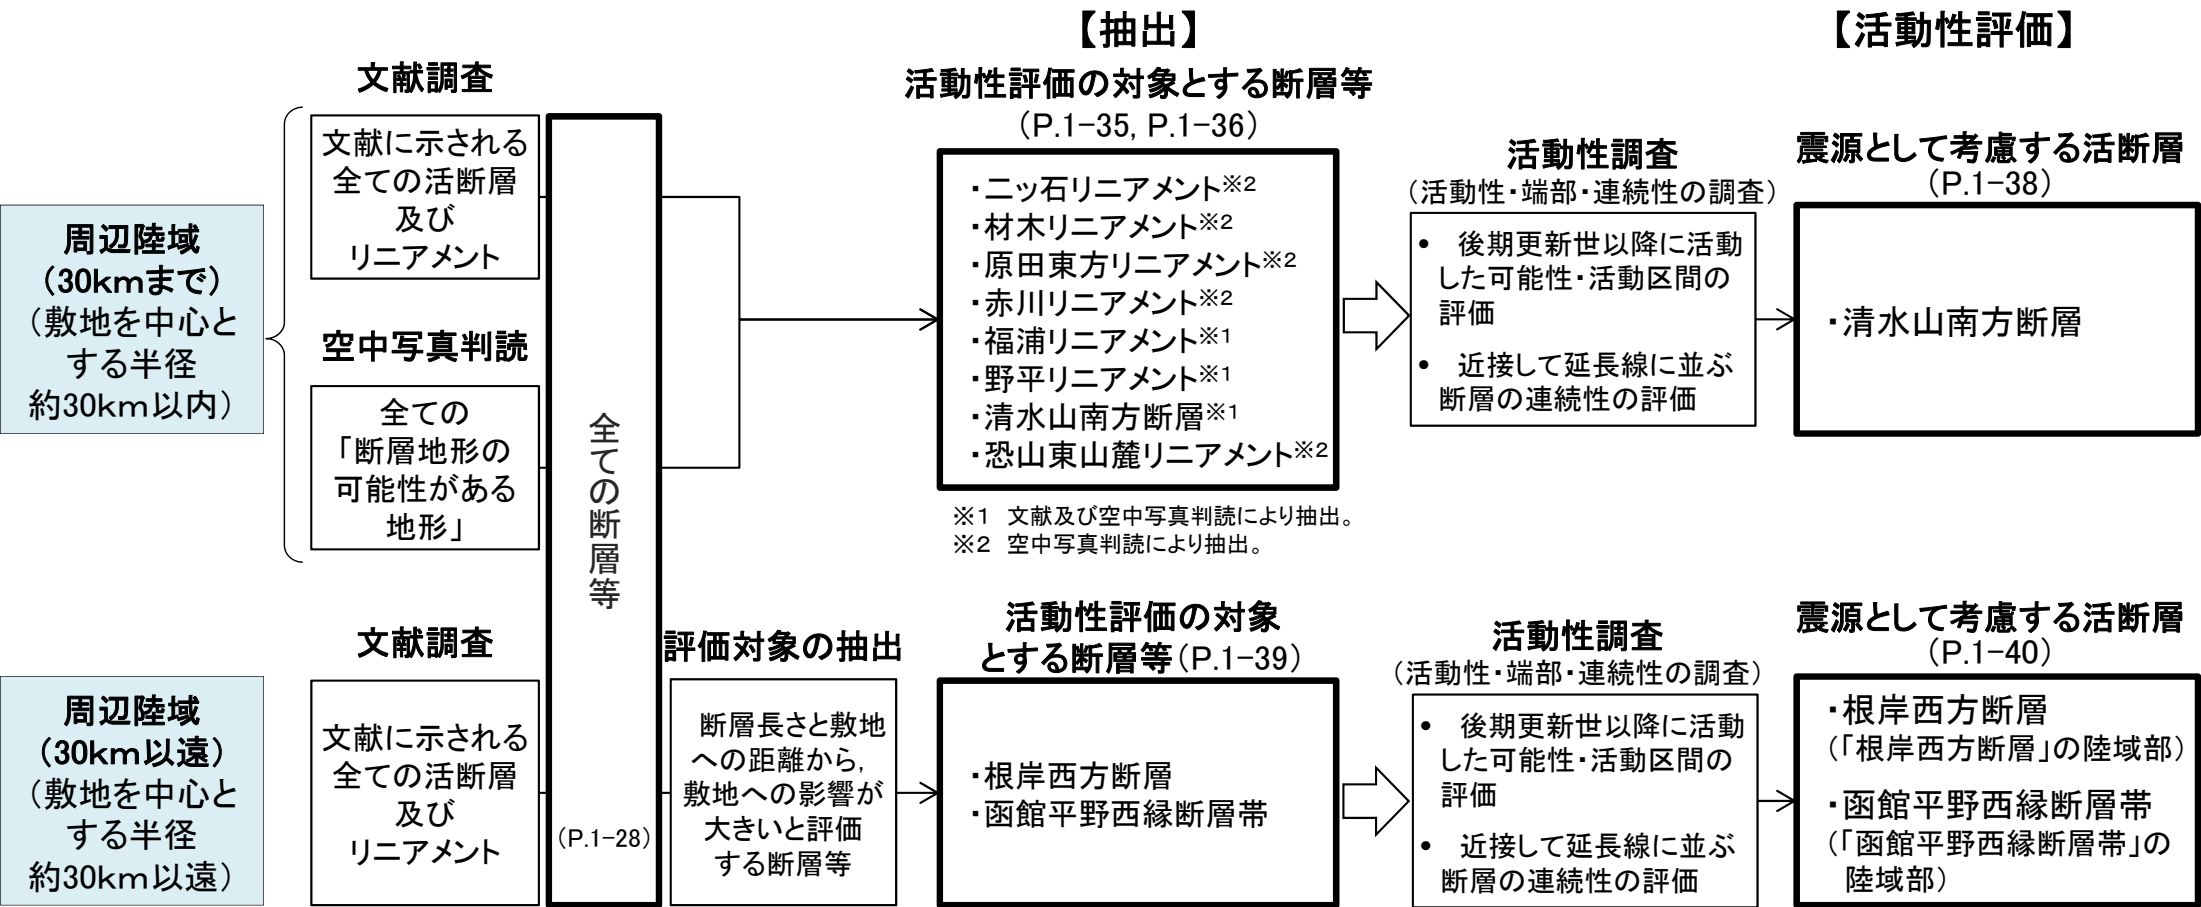 【抽出】
【活動性評価】
文献調査
活動性評価の対象とする断層等
(P.1-35, P.1-36)
活動性調査
(活動性・端部・連続性の調査)
震源として考慮する活断層
(P.1-38)
周辺陸域
(30kmまで)
(敷地を中心と
する半径
約30km以内)
文献に示される
全ての活断層
及び
リニアメント
空中写真判読
全ての
「断層地形の
可能性がある
地形」
全ての断層等
(P.1-28)
・二ッ石リニアメント※2
・材木リニアメント※2
・原田東方リニアメント※2
・赤川リニアメント※2
・福浦リニアメント※1
・野平リニアメント※1
・清水山南方断層※1
・恐山東山麓リニアメント※2
※1 文献及び空中写真判読により抽出。
※2 空中写真判読により抽出。
• 後期更新世以降に活動
した可能性・活動区間の
評価
• 近接して延長線に並ぶ
断層の連続性の評価
・清水山南方断層
文献調査
評価対象の抽出
活動性評価の対象
とする断層等(P.1-39)
活動性調査
(活動性・端部・連続性の調査)
震源として考慮する活断層
(P.1-40)
周辺陸域
(30km以遠)
(敷地を中心と
する半径
約30km以遠)
文献に示される
全ての活断層
及び
リニアメント
断層長さと敷地
への距離から,
敷地への影響が
大きいと評価
する断層等
・根岸西方断層
・函館平野西縁断層帯
• 後期更新世以降に活動
した可能性・活動区間の
評価
• 近接して延長線に並ぶ
断層の連続性の評価
・根岸西方断層
(「根岸西方断層」の陸域部)
・函館平野西縁断層帯
(「函館平野西縁断層帯」の
陸域部)